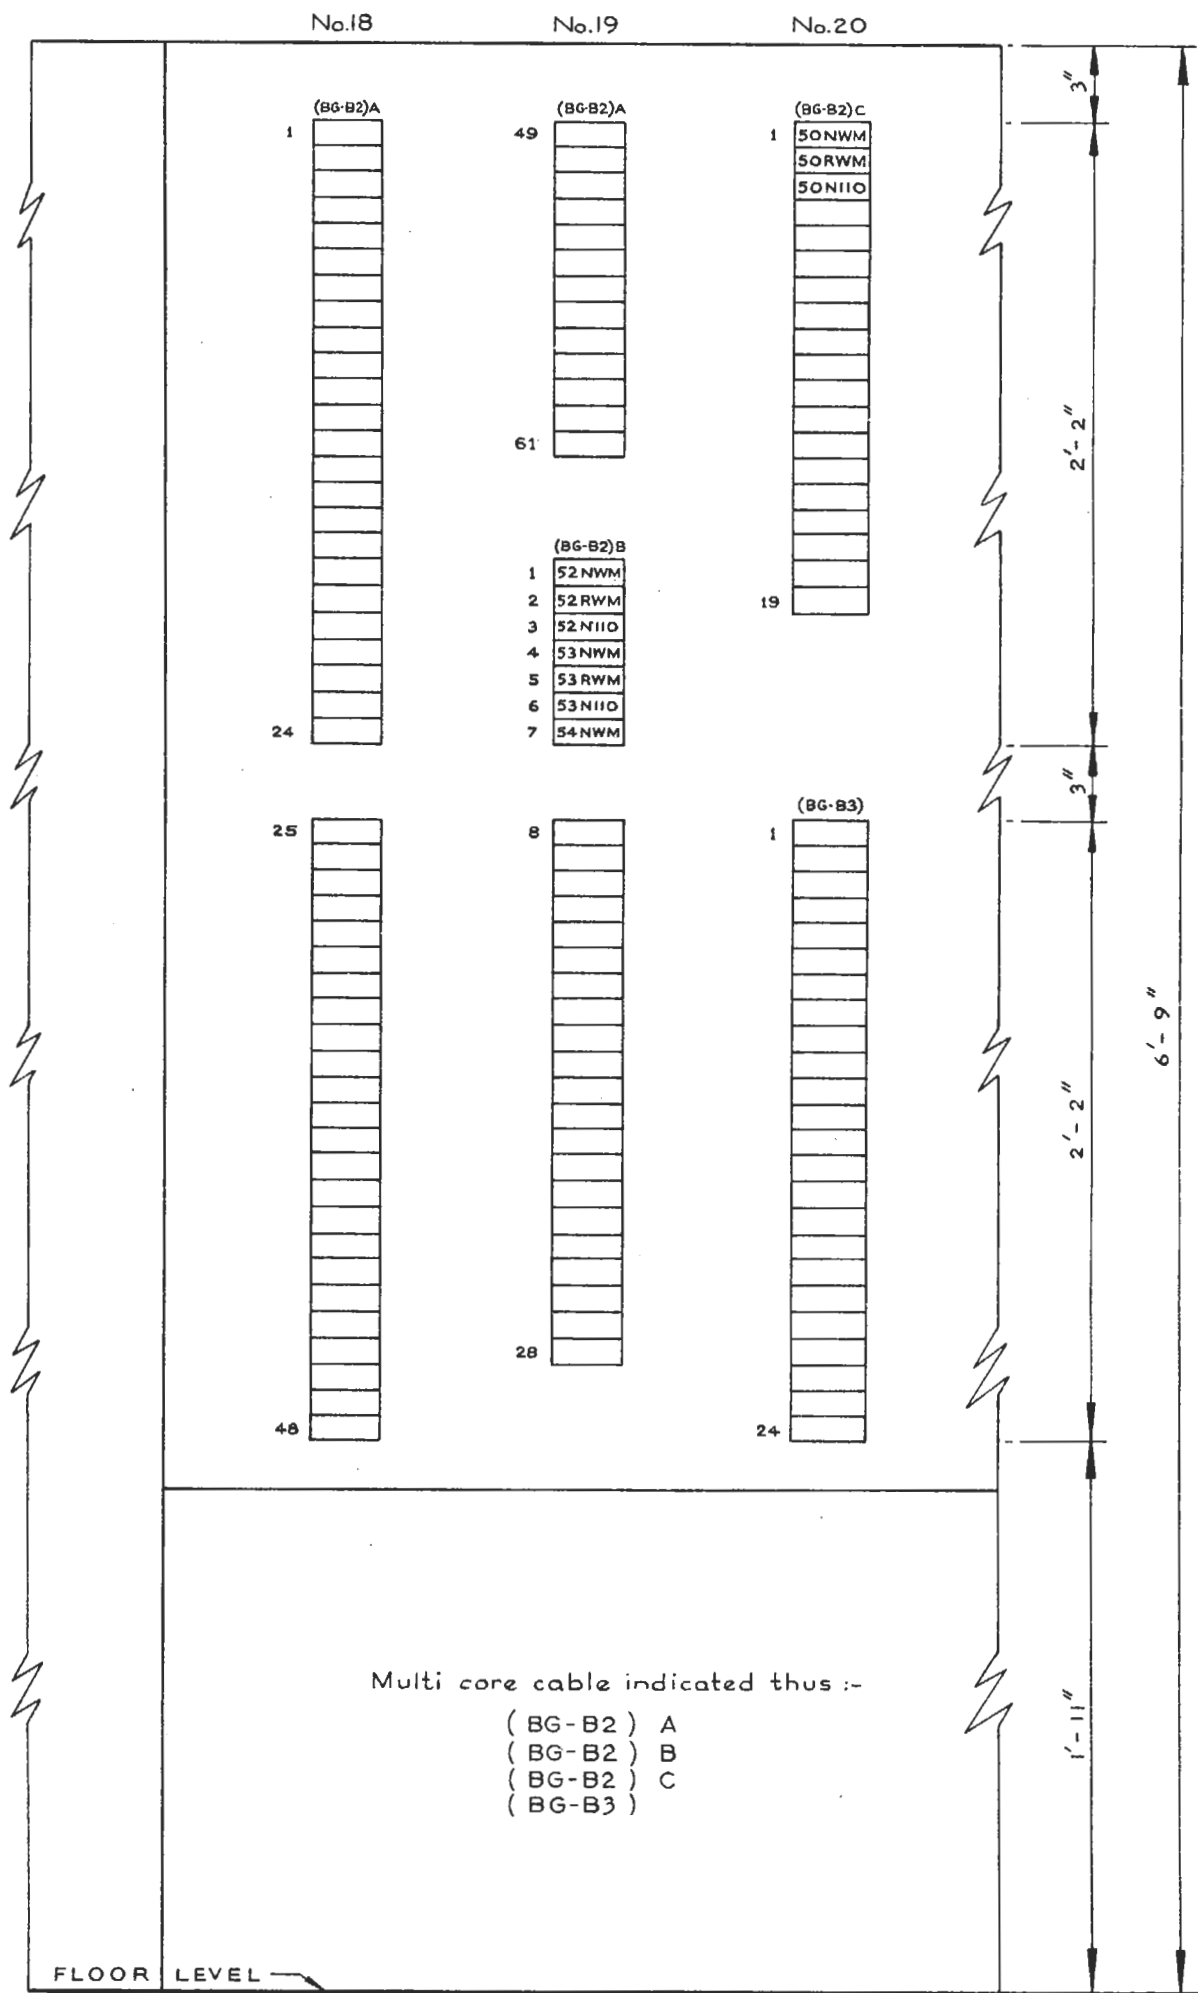 No.18 No.19 No.20
3"
(BG-B2)A (BG-B2)A (BG-B2)C
1 49 1 50NWM
50RWM
50N110
2'-2"
61
(BG-B2)B
1 52NWM
2 52RWM 19
3 52N110
4 53NWM
5 53RWM
6 53N110
24 7 54NWM
3"
(BG-B3)
25 8 1
6'-9"
2'-2"
28
48 24
Multi core cable indicated thus :-
(BG-B2) A
(BG-B2) B
(BG-B2) C
(BG-B3)
1'-11"
FLOOR LEVEL